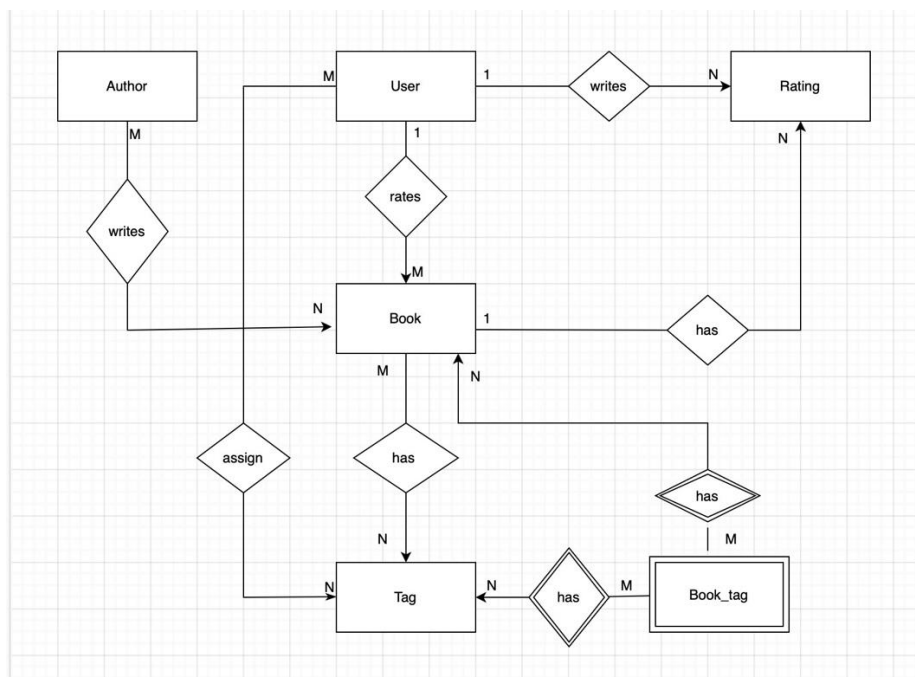 M
User
1
writes
N
Rating
Author
M
1
N
rates
writes
M
N
Book
1
has
M
N
assign
has
has
N
M
N
Tag
N
has
M
Book_tag